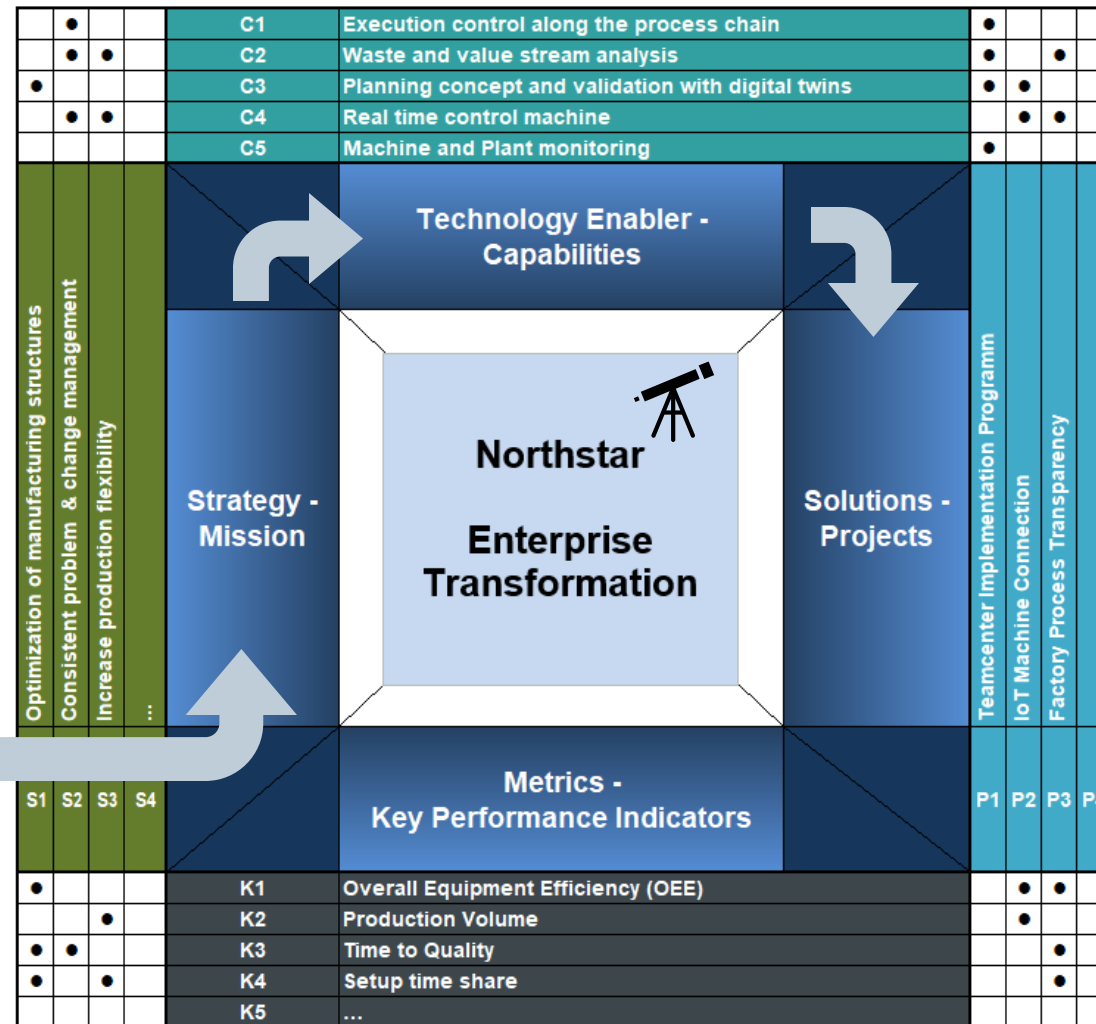 C1 Execution control along the process chain
C2 Waste and value stream analysis
C3 Planning concept and validation with digital twins
C4 Real time control machine
C5 Machine and Plant monitoring
Optimization of manufacturing structures
Consistent problem & change management
Increase production flexibility
...
Technology Enabler -
Capabilities
Strategy -
Mission
Northstar
Enterprise
Transformation
Solutions -
Projects
Teamcenter Implementation Programm
IoT Machine Connection
Factory Process Transparency
Metrics -
Key Performance Indicators
S1 S2 S3 S4
P1 P2 P3
K1 Overall Equipment Efficiency (OEE)
K2 Production Volume
K3 Time to Quality
K4 Setup time share
K5 ...